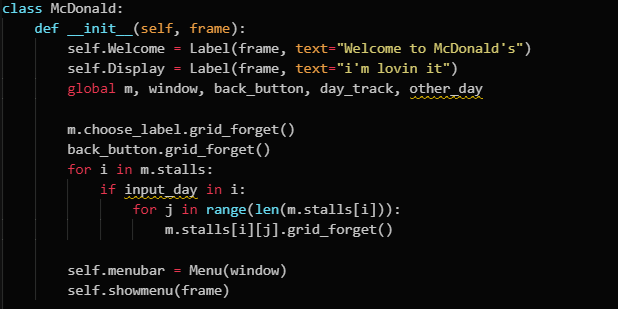 class McDonald:
    def __init__(self, frame):
        self.Welcome = Label(frame, text="Welcome to McDonald's")
        self.Display = Label(frame, text="i'm lovin it")
        global m, window, back_button, day_track, other_day

        m.choose_label.grid_forget()
        back_button.grid_forget()
        for i in m.stalls:
            if input_day in i:
                for j in range(len(m.stalls[i])):
                    m.stalls[i][j].grid_forget()

        self.menubar = Menu(window)
        self.showmenu(frame)